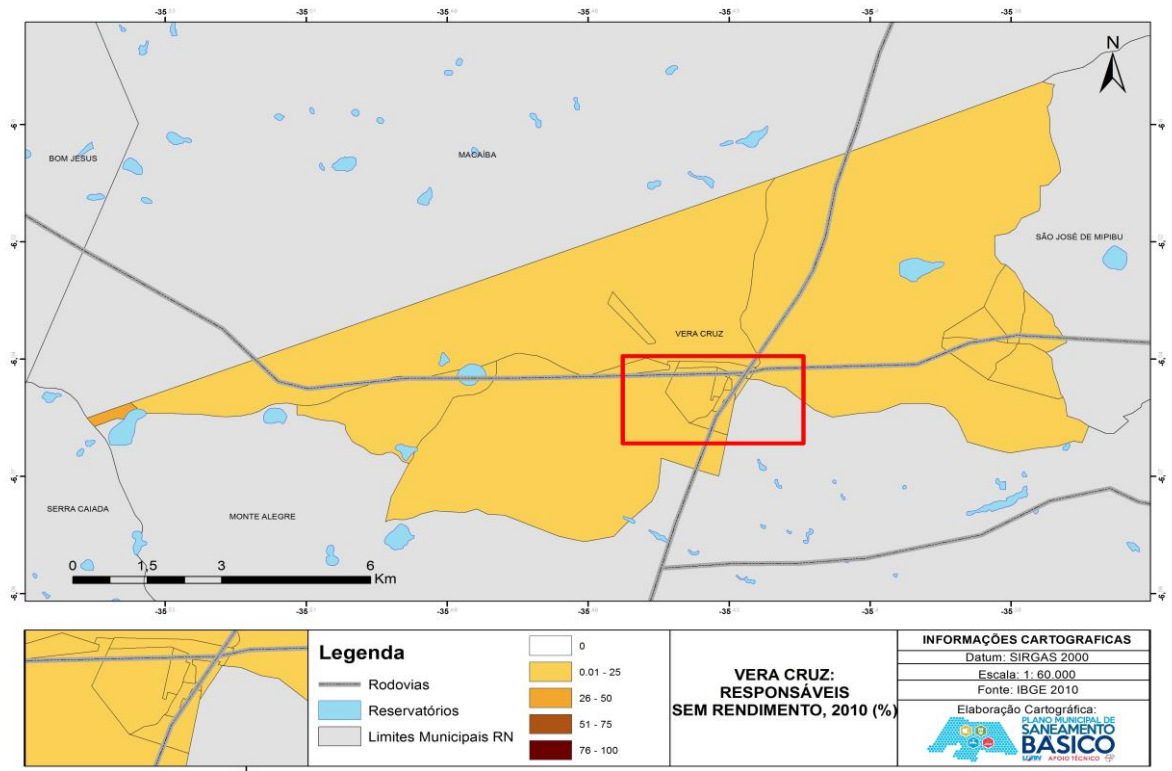 BOM JESUS
MACAÍBA
SÃO JOSÉ DE MIPIBU
VERA CRUZ
SERRA CAIADA
MONTE ALEGRE
N
0 1,5 3 6
Km
Legenda
Rodovias
Reservatórios
Limites Municipais RN
0
0.01 - 25
26 - 50
51 - 75
76 - 100
VERA CRUZ:
RESPONSÁVEIS
SEM RENDIMENTO, 2010 (%)
INFORMAÇÕES CARTOGRAFICAS
Datum: SIRGAS 2000
Escala: 1: 60.000
Fonte: IBGE 2010
Elaboração Cartográfica:
PLANO MUNICIPAL DE
SANEAMENTO
BÁSICO
APOIO TÉCNICO